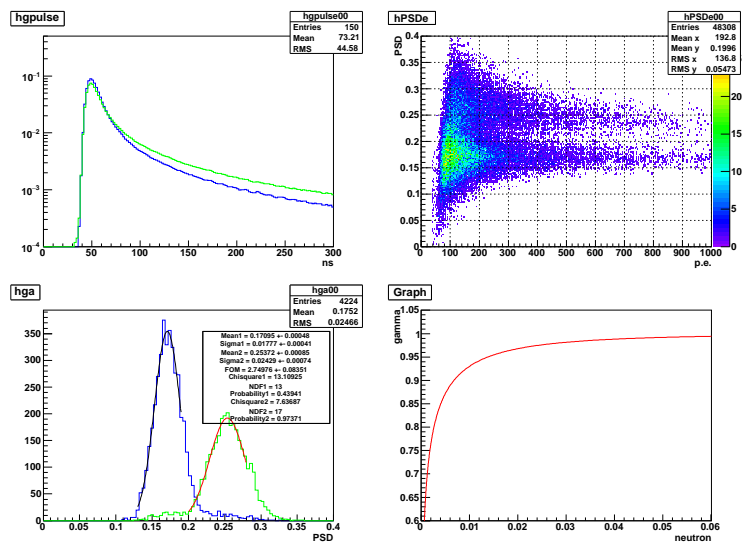 hgpulse
hgpulse00
Entries 150
Mean 73.21
RMS 44.58
10⁻¹
10⁻²
10⁻³
10⁻⁴
0 50 100 150 200 250 300
ns
hPSDe
hPSDe00
Entries 48308
Mean x 192.8
Mean y 0.1996
RMS x 136.8
RMS y 0.05473
PSD
0.4
0.35
0.3
0.25
0.2
0.15
0.1
0.05
0
0 100 200 300 400 500 600 700 800 900 1000
p.e.
20
15
10
5
0
hga
hga00
Entries 4224
Mean 0.1752
RMS 0.02466
Mean1 = 0.17095 +- 0.00048
Sigma1 = 0.01777 +- 0.00041
Mean2 = 0.25372 +- 0.00085
Sigma2 = 0.02429 +- 0.00074
FOM = 2.74976 +- 0.08351
Chisquare1 = 13.10925
NDF1 = 13
Probability1 = 0.43941
Chisquare2 = 7.63687
NDF2 = 17
Probability2 = 0.97371
350
300
250
200
150
100
50
0
0 0.05 0.1 0.15 0.2 0.25 0.3 0.35 0.4
PSD
Graph
gamma
1.05
1
0.95
0.9
0.85
0.8
0.75
0.7
0.65
0.6
0 0.01 0.02 0.03 0.04 0.05 0.06
neutron